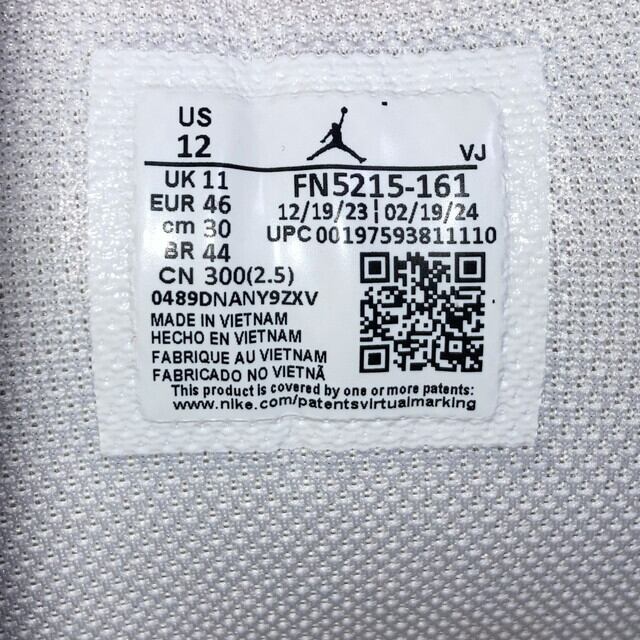 US
12
VJ
UK 11
EUR 46
cm 30
BR 44
CN 300(2.5)
FN5215-161
12/19/23 | 02/19/24
UPC 00197593811110
0489DNANY9ZXV
MADE IN VIETNAM
HECHO EN VIETNAM
FABRIQUE AU VIETNAM
FABRICADO NO VIETNÃ
This product is covered by one or more patents:
www.nike.com/patentsvirtualmarking